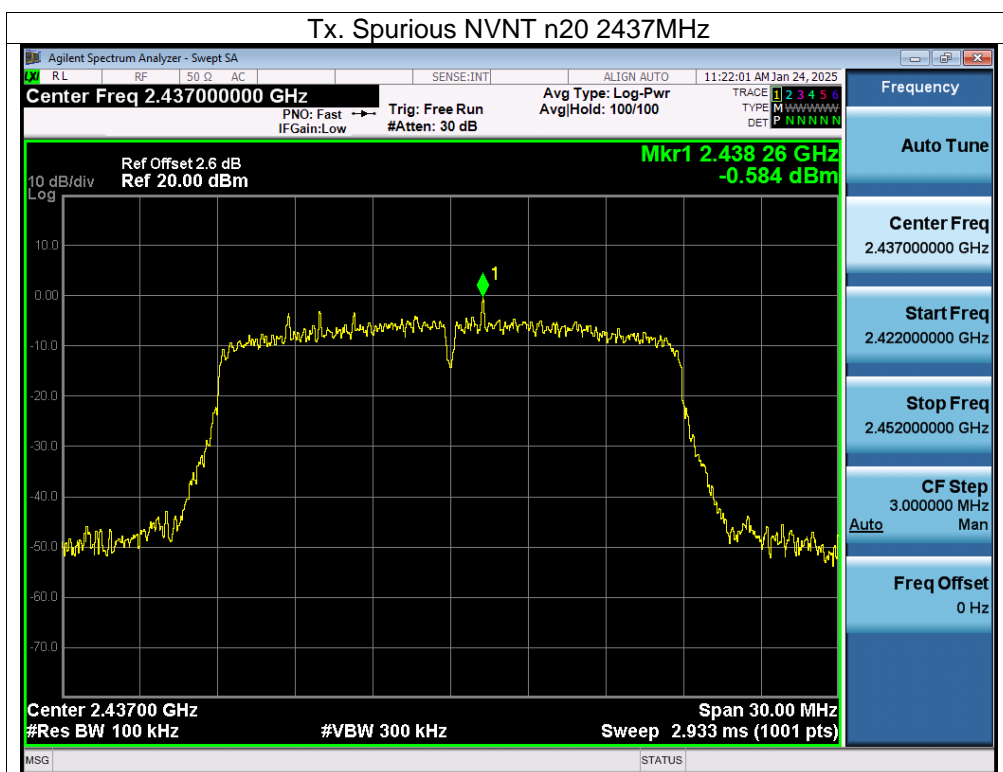 Tx. Spurious NVNT n20 2437MHz
Agilent Spectrum Analyzer - Swept SA
LXI RL RF 50 Ω AC SENSE:INT ALIGN AUTO 11:22:01 AM Jan 24, 2025
Center Freq 2.437000000 GHz
PNO: Fast
IFGain:Low
Trig: Free Run
#Atten: 30 dB
Avg Type: Log-Pwr
Avg|Hold: 100/100
TRACE 1 2 3 4 5 6
TYPE M WWWWW
DET P N N N N N
Mkr1 2.438 26 GHz
-0.584 dBm
Ref Offset 2.6 dB
10 dB/div Ref 20.00 dBm
Log
10.0
0.00
-10.0
-20.0
-30.0
-40.0
-50.0
-60.0
-70.0
1
Center 2.43700 GHz Span 30.00 MHz
#Res BW 100 kHz #VBW 300 kHz Sweep 2.933 ms (1001 pts)
MSG STATUS
Frequency
Auto Tune
Center Freq
2.437000000 GHz
Start Freq
2.422000000 GHz
Stop Freq
2.452000000 GHz
CF Step
3.000000 MHz
Auto Man
Freq Offset
0 Hz